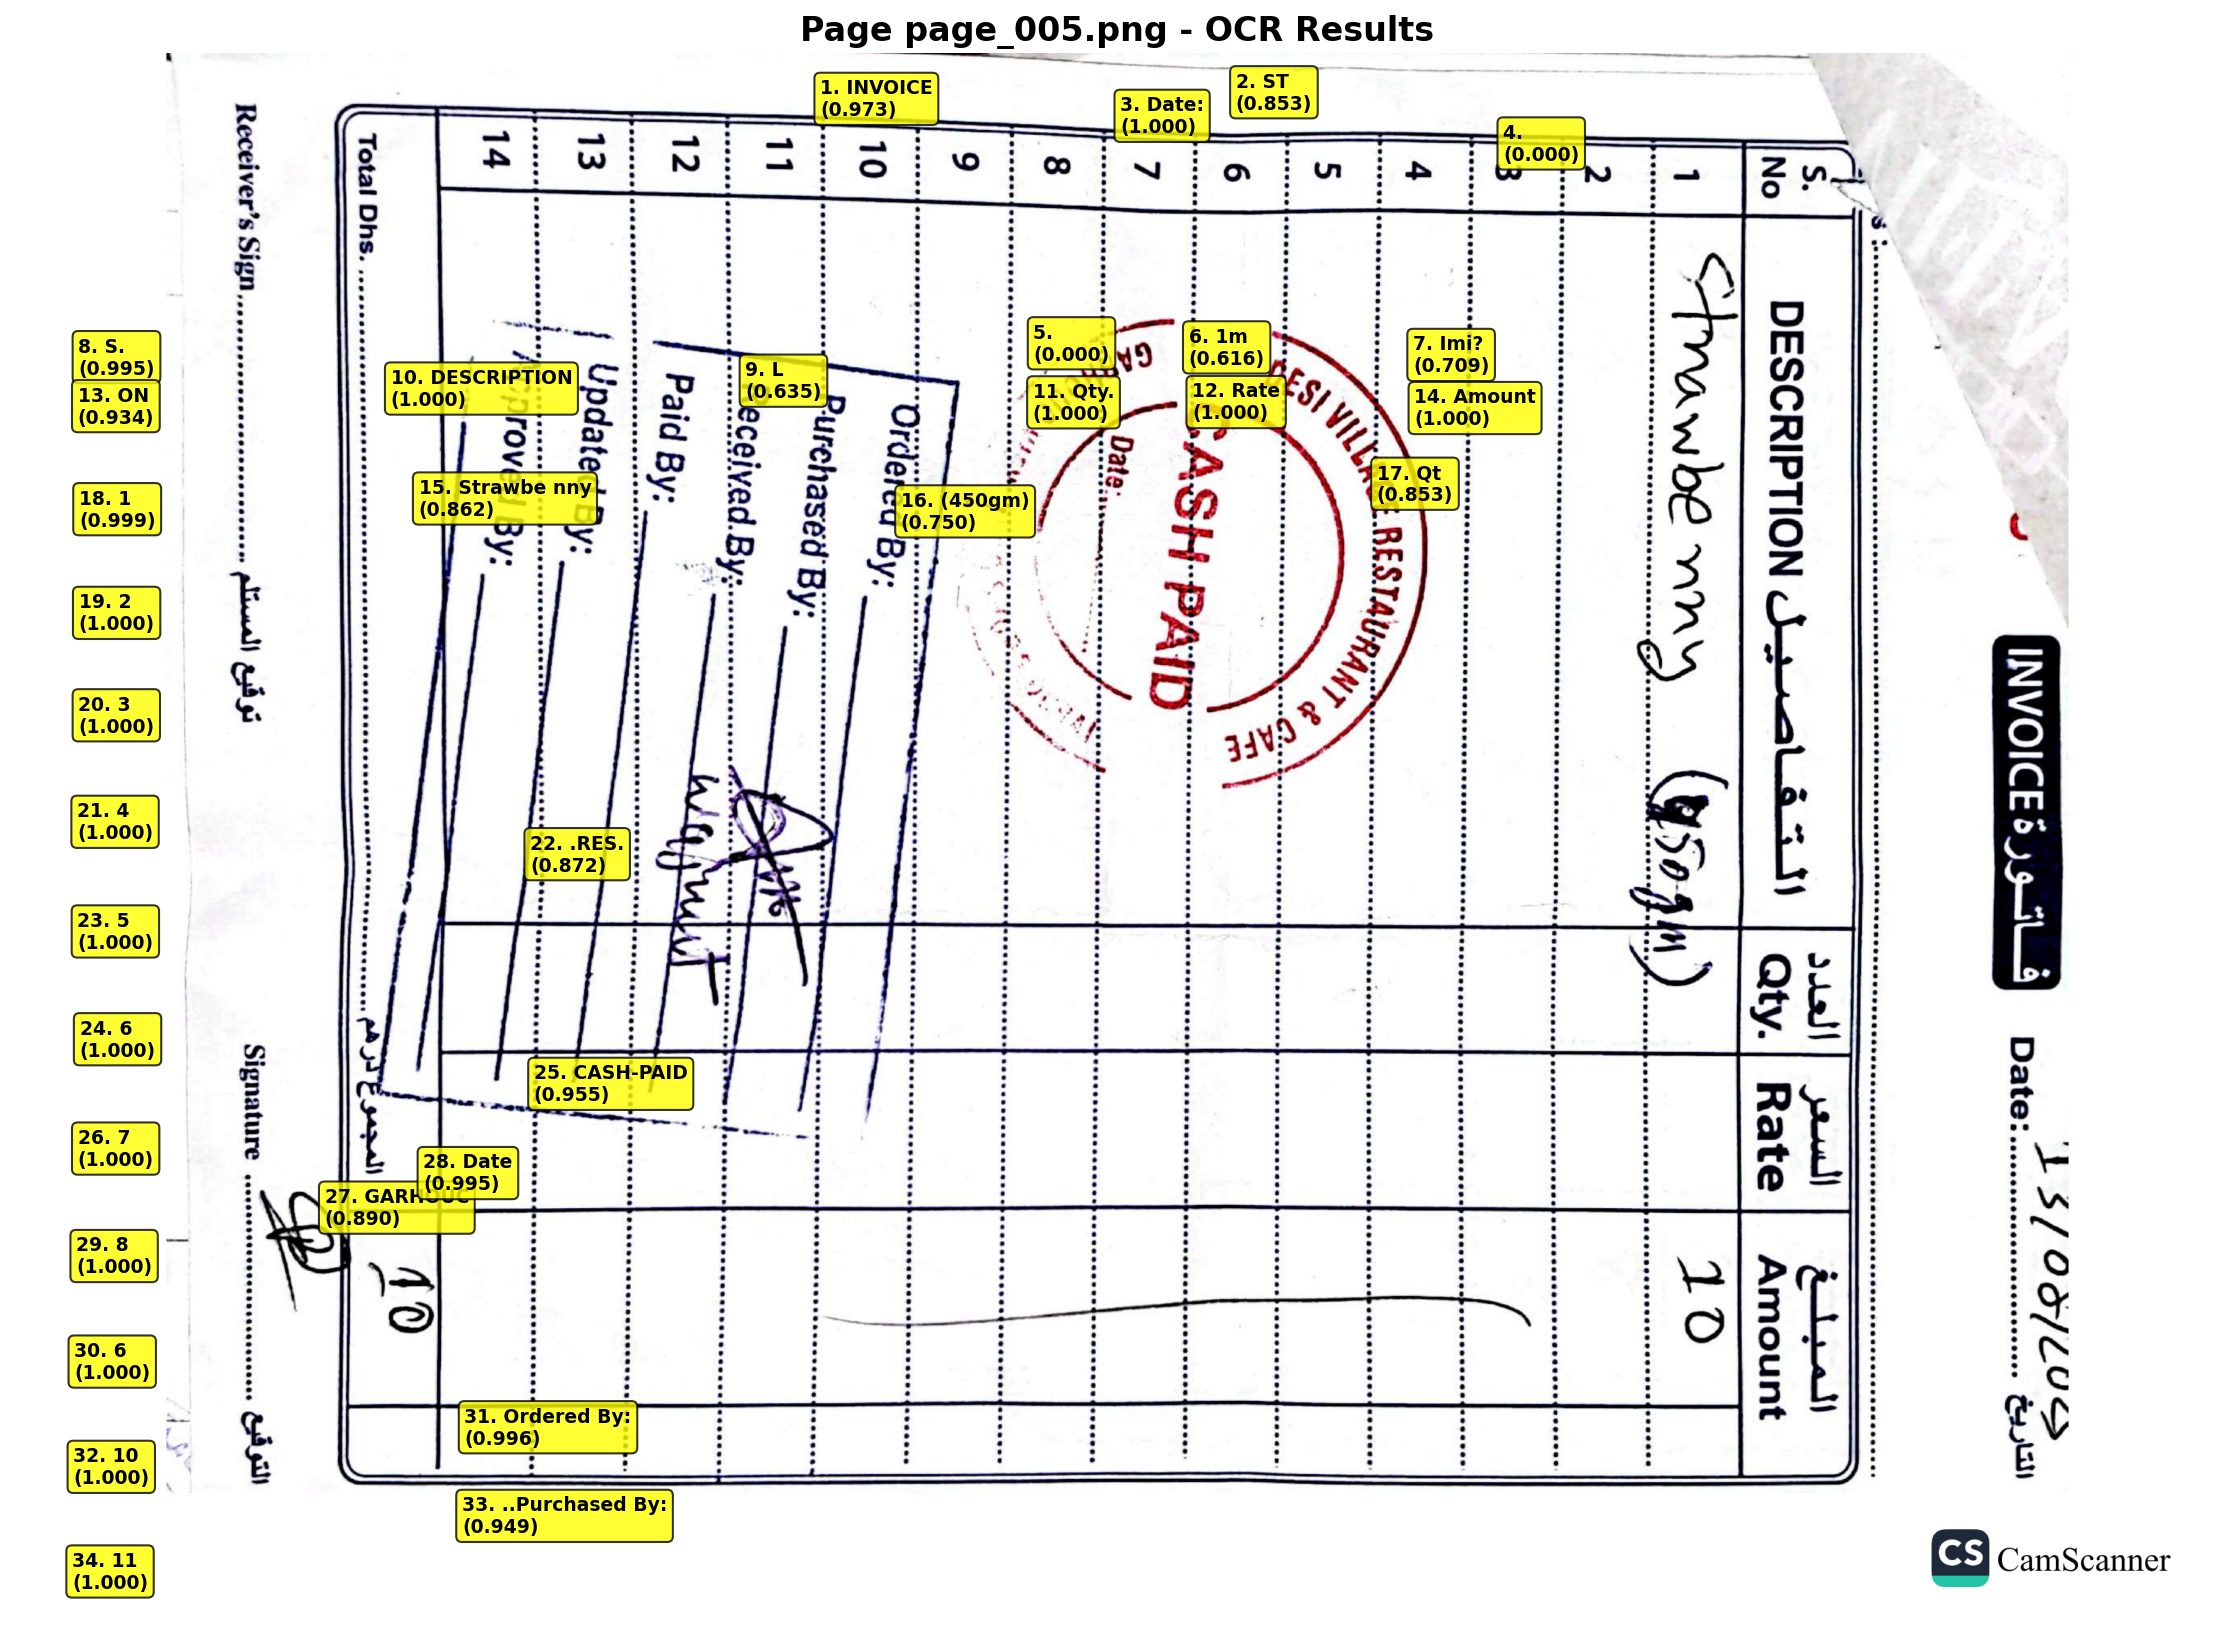 Page page_005.png - OCR Results
1. INVOICE
(0.973)
2. ST
(0.853)
3. Date:
(1.000)
4.
(0.000)
5.
(0.000)
6. 1m
(0.616)
7. Imi?
(0.709)
8. S.
(0.995)
9. L
(0.635)
10. DESCRIPTION
(1.000)
11. Qty.
(1.000)
12. Rate
(1.000)
13. ON
(0.934)
14. Amount
(1.000)
15. Strawbe nny
(0.862)
16. (450gm)
(0.750)
17. Qt
(0.853)
18. 1
(0.999)
19. 2
(1.000)
20. 3
(1.000)
21. 4
(1.000)
22. .RES.
(0.872)
23. 5
(1.000)
24. 6
(1.000)
25. CASH-PAID
(0.955)
26. 7
(1.000)
27. GARHOUC
(0.890)
28. Date
(0.995)
29. 8
(1.000)
30. 6
(1.000)
31. Ordered By:
(0.996)
32. 10
(1.000)
33. ..Purchased By:
(0.949)
34. 11
(1.000)
INVOICE فـاتـورة
Date: التاريخ
S. No DESCRIPTION التـفـاصـيـل العدد Qty. السعر Rate المبلـغ Amount
1 Strawbe nny (450gm) 10
2
3
4
5
6
7
8
9
10
11
12
13
14
DESI VILLAGE RESTAURANT & CAFE
CASH PAID
Date:
Ordered By:
Purchased By:
Received By:
Paid By:
Updated By:
Approved By:
Total Dhs. المجموع درهم 10
Receiver's Sign توقيع المستلم Signature التوقيع
CS CamScanner